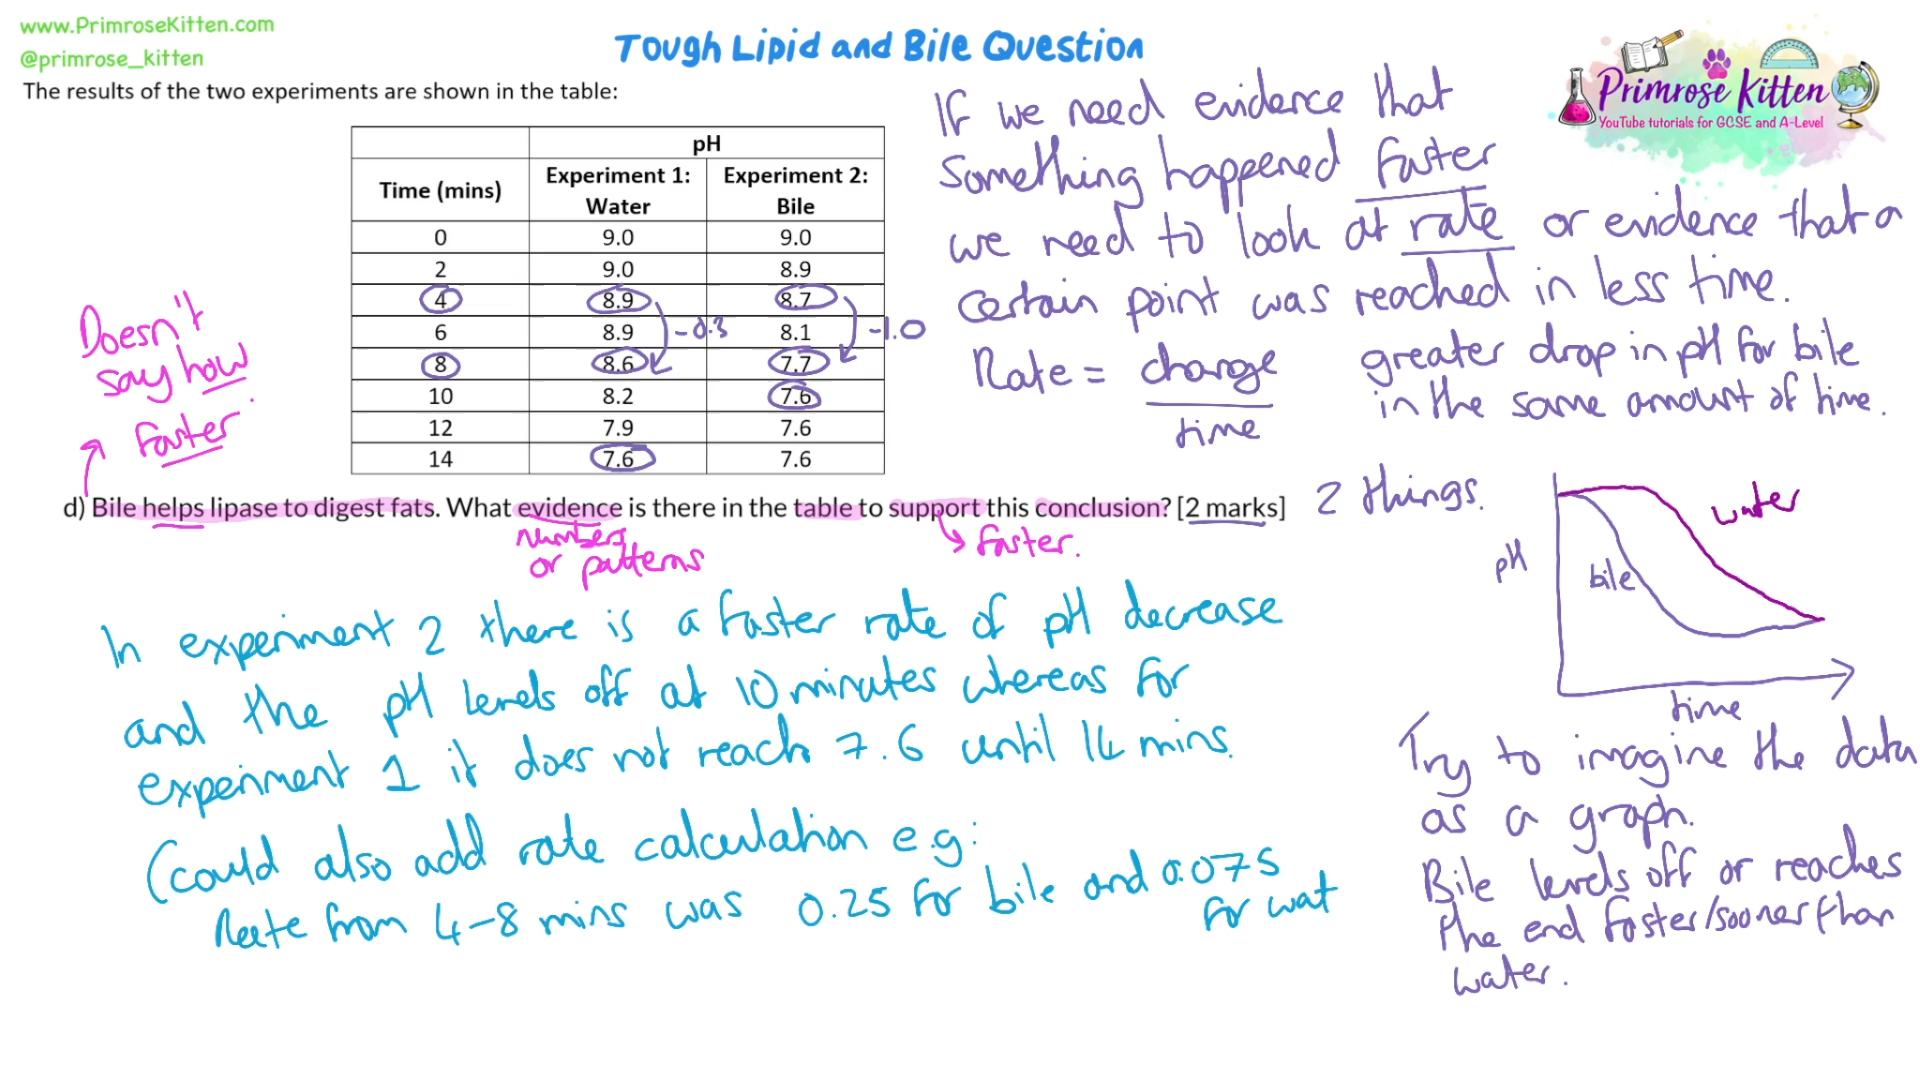 www.PrimroseKitten.com
@primrose_kitten
Tough Lipid and Bile Question
Primrose Kitten
YouTube tutorials for GCSE and A-Level
The results of the two experiments are shown in the table:
pH
Time (mins) Experiment 1: Water Experiment 2: Bile
0 9.0 9.0
2 9.0 8.9
4 8.9 8.7
6 8.9 8.1
8 8.6 7.7
10 8.2 7.6
12 7.9 7.6
14 7.6 7.6
-0.3
-1.0
Doesn't
say how
faster
If we need evidence that
something happened faster
we need to look at rate or evidence that a
certain point was reached in less time.
Rate = change
time
greater drop in pH for bile
in the same amount of time.
d) Bile helps lipase to digest fats. What evidence is there in the table to support this conclusion? [2 marks]
2 things.
numbers
or patterns
faster.
pH
bile
water
time
In experiment 2 there is a faster rate of pH decrease
and the pH levels off at 10 minutes whereas for
experiment 1 it does not reach 7.6 until 14 mins.
(could also add rate calculation e.g:
Rate from 4-8 mins was 0.25 for bile and 0.075
for wat
Try to imagine the data
as a graph.
Bile levels off or reaches
the end faster/sooner than
water.